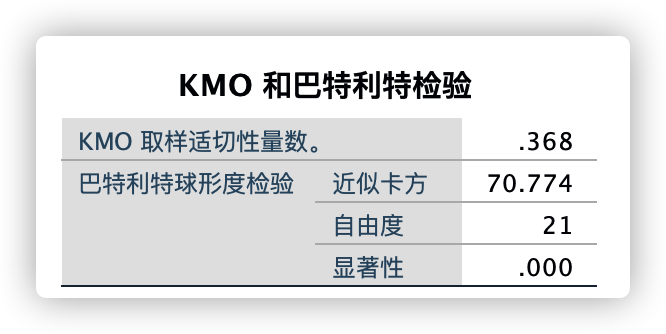 KMO 和巴特利特检验
KMO 取样适切性量数。 .368
巴特利特球形度检验 近似卡方 70.774
自由度 21
显著性 .000